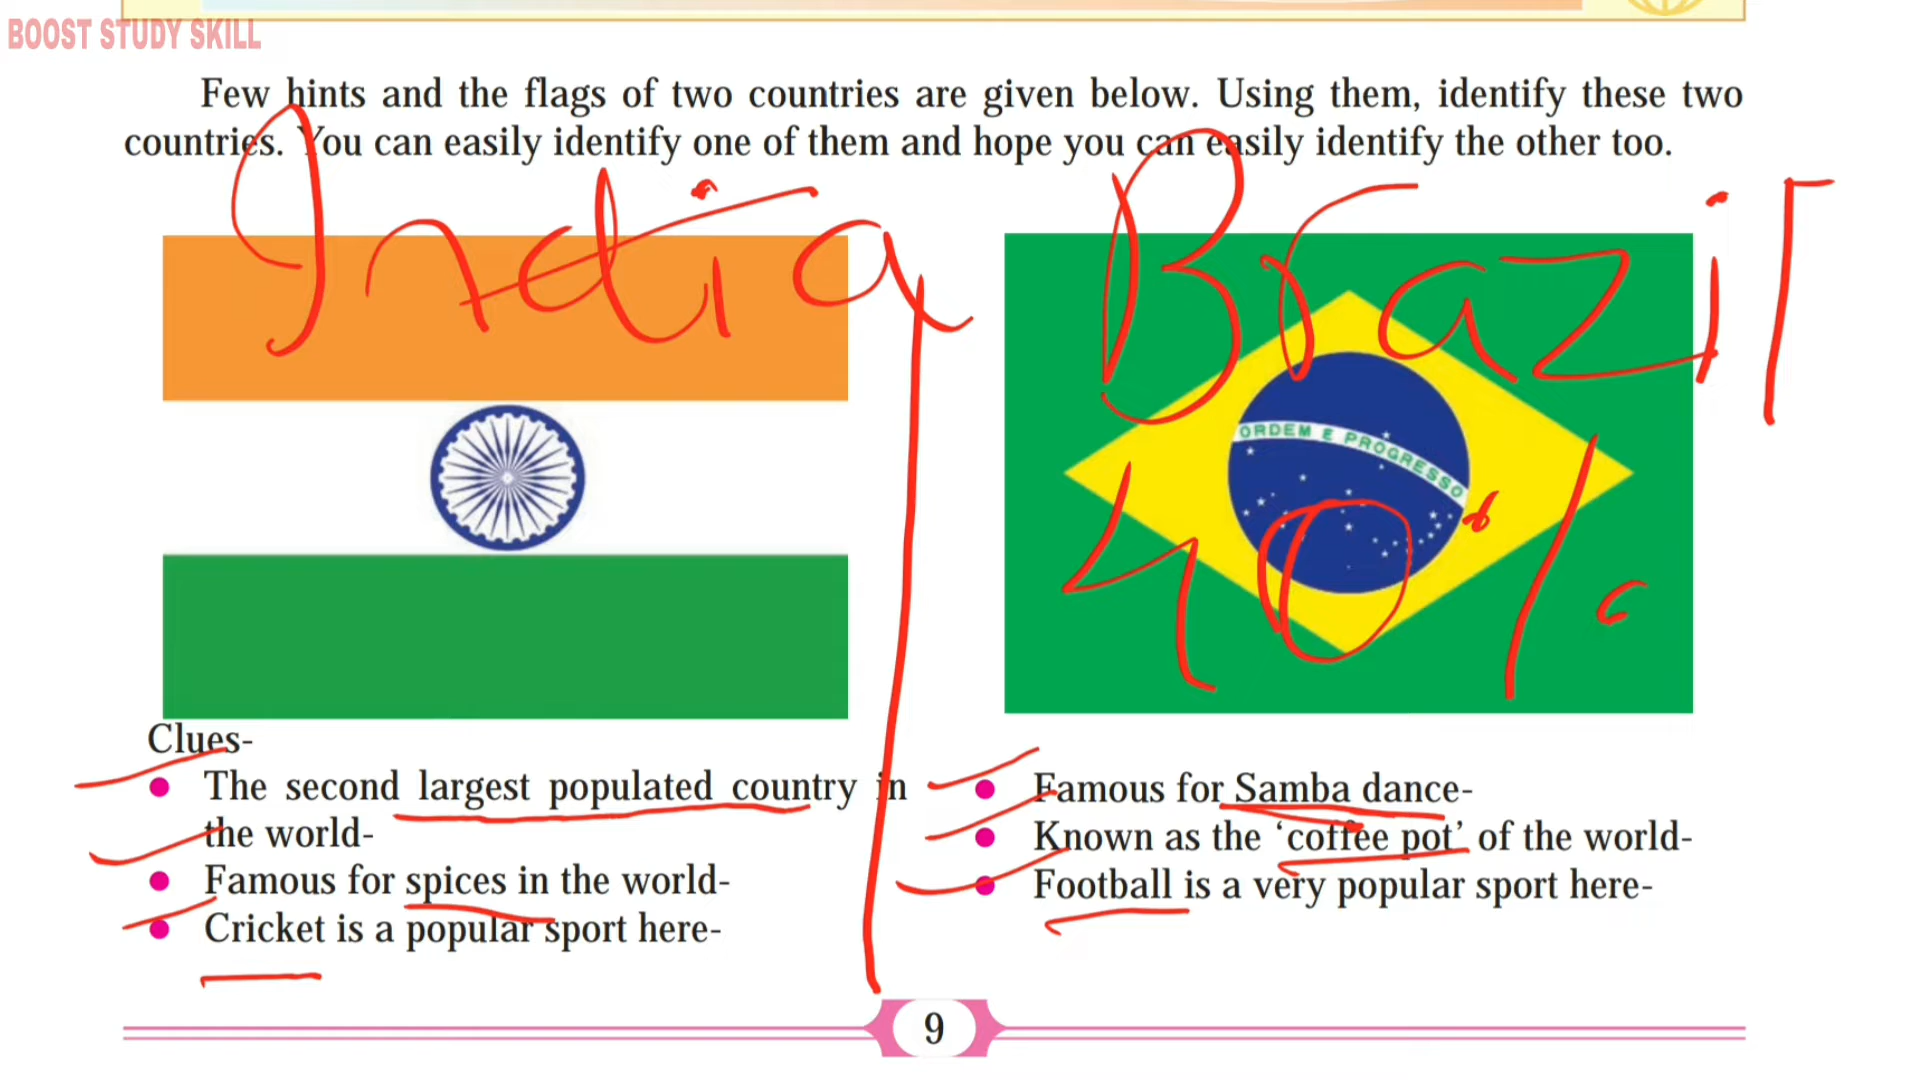 BOOST STUDY SKILL
Few hints and the flags of two countries are given below. Using them, identify these two
countries. You can easily identify one of them and hope you can easily identify the other too.
India
Brazil
ORDEM E PROGRESSO
40%
Clues-
The second largest populated country in
the world-
Famous for spices in the world-
Cricket is a popular sport here-
Famous for Samba dance-
Known as the ‘coffee pot’ of the world-
Football is a very popular sport here-
9